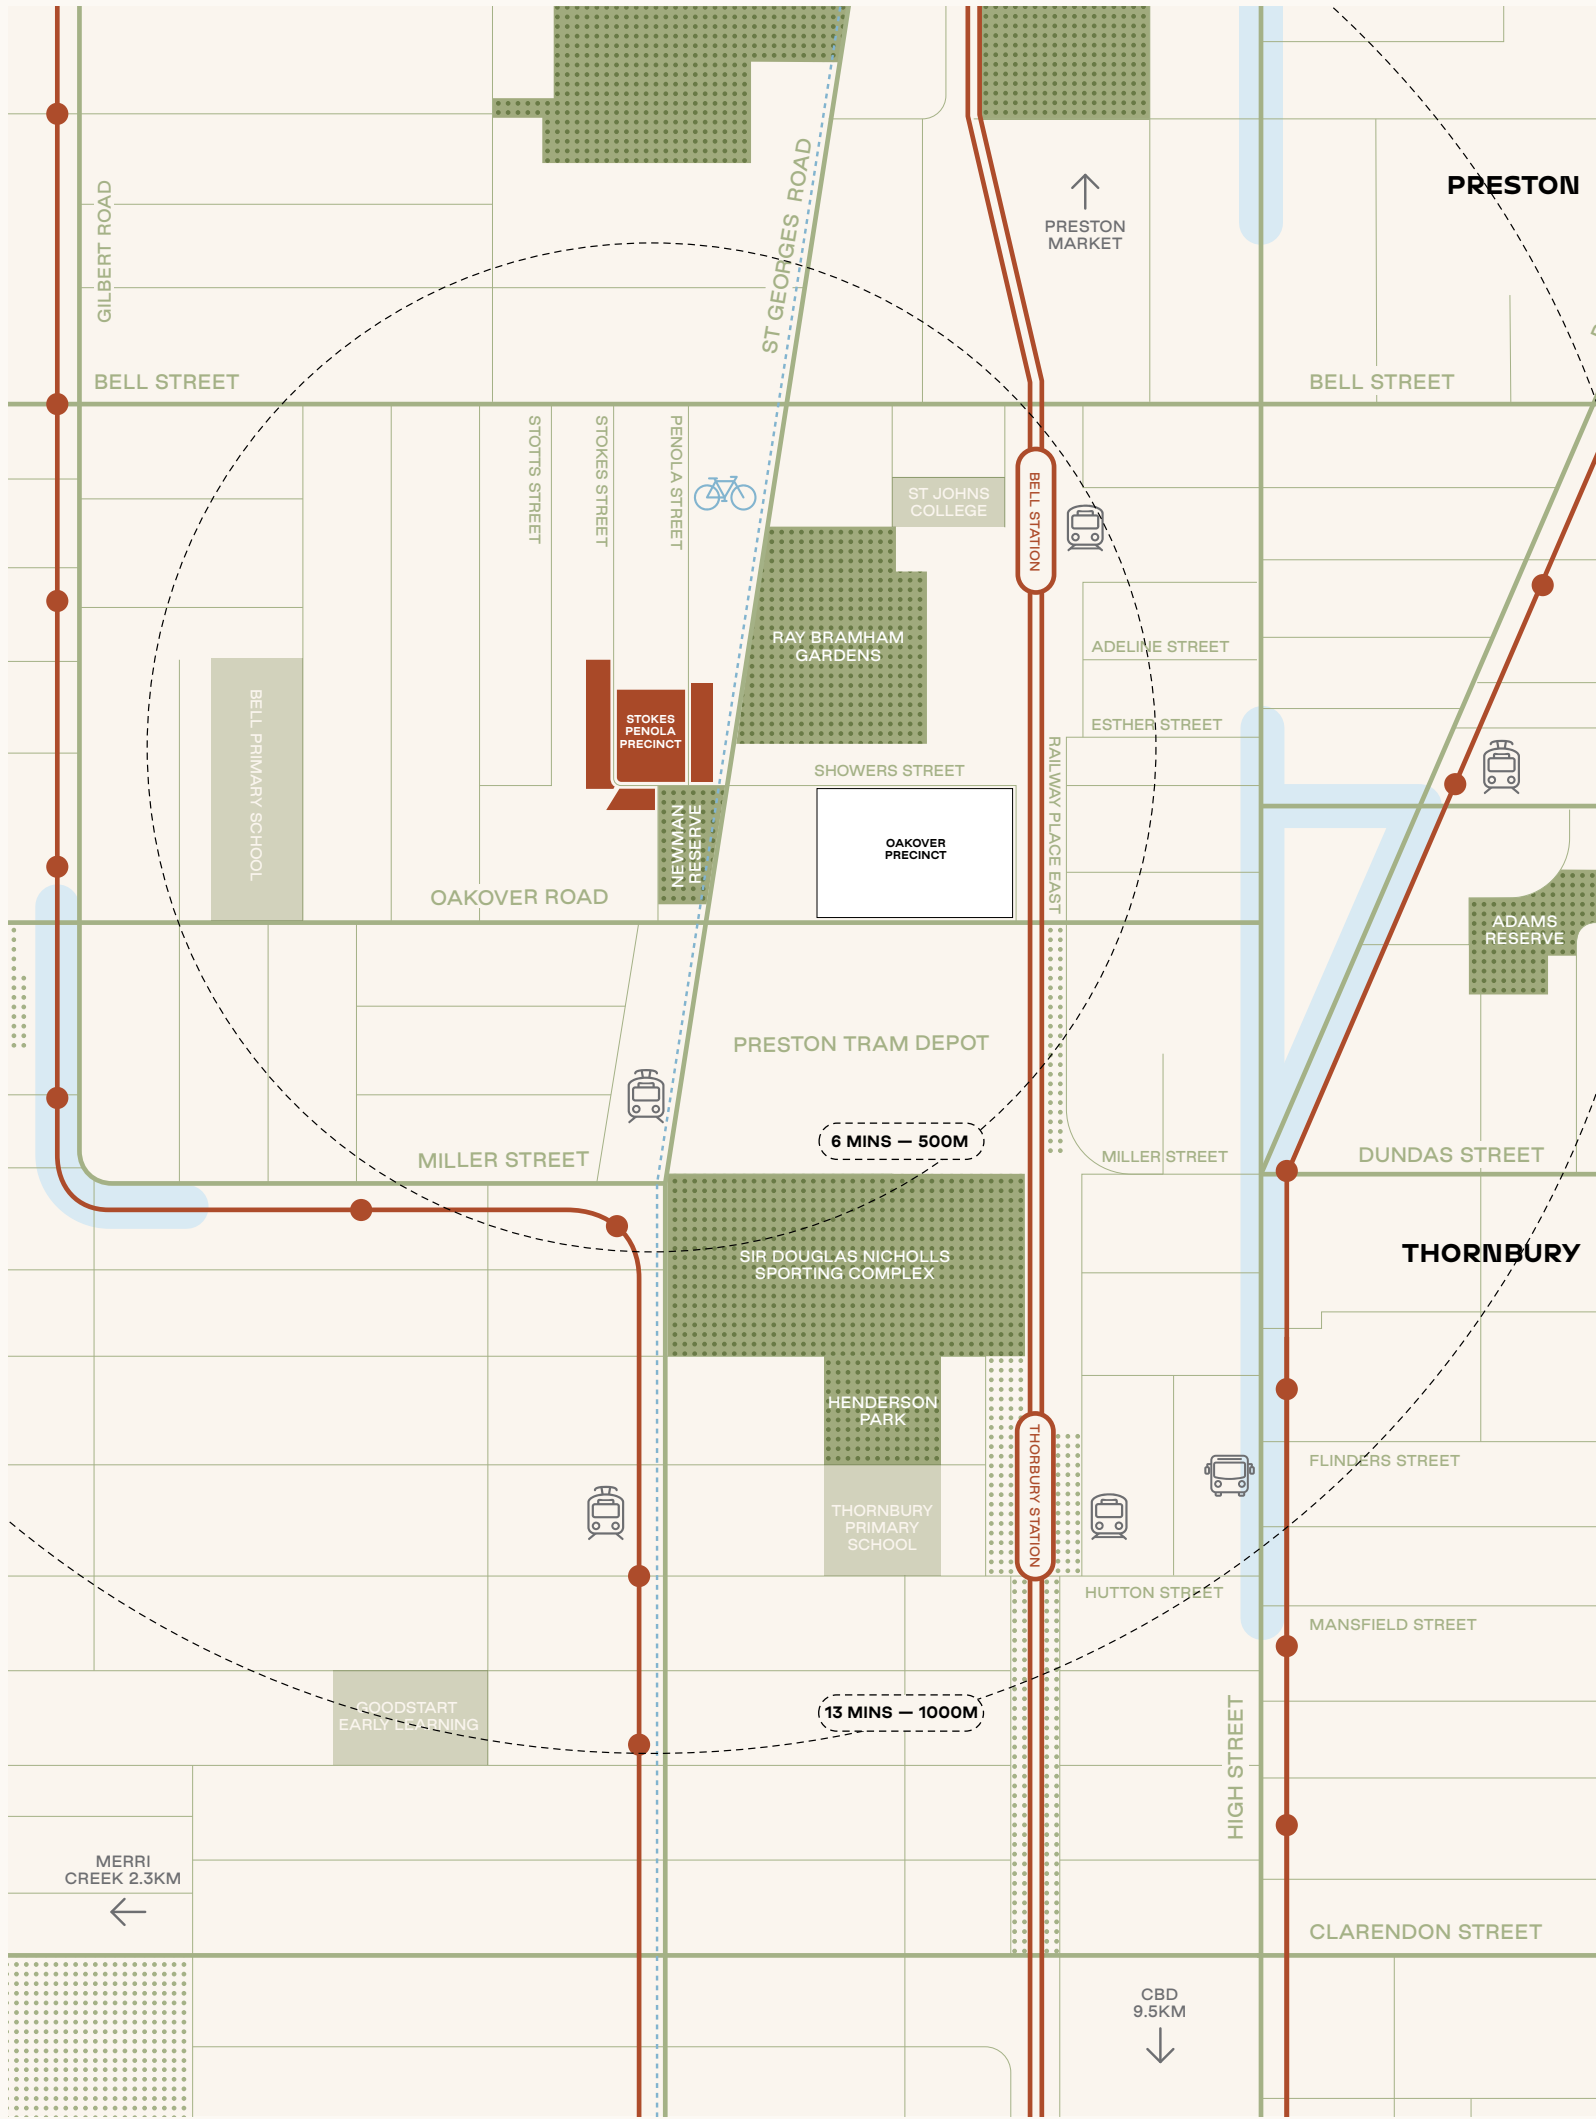 PRESTON
GILBERT ROAD
ST GEORGES ROAD
PRESTON
MARKET
BELL STREET
BELL STREET
STOTTS STREET
STOKES STREET
PENOLA STREET
ST JOHNS
COLLEGE
BELL STATION
RAY BRAMHAM
GARDENS
ADELINE STREET
ESTHER STREET
BELL PRIMARY SCHOOL
STOKES
PENOLA
PRECINCT
SHOWERS STREET
RAILWAY PLACE EAST
NEWMAN
RESERVE
OAKOVER
PRECINCT
OAKOVER ROAD
ADAMS
RESERVE
PRESTON TRAM DEPOT
6 MINS — 500M
MILLER STREET
MILLER STREET
DUNDAS STREET
THORNBURY
SIR DOUGLAS NICHOLLS
SPORTING COMPLEX
HENDERSON
PARK
THORBURY STATION
FLINDERS STREET
THORNBURY
PRIMARY
SCHOOL
HUTTON STREET
MANSFIELD STREET
GOODSTART
EARLY LEARNING
13 MINS — 1000M
HIGH STREET
MERRI
CREEK 2.3KM
CLARENDON STREET
CBD
9.5KM